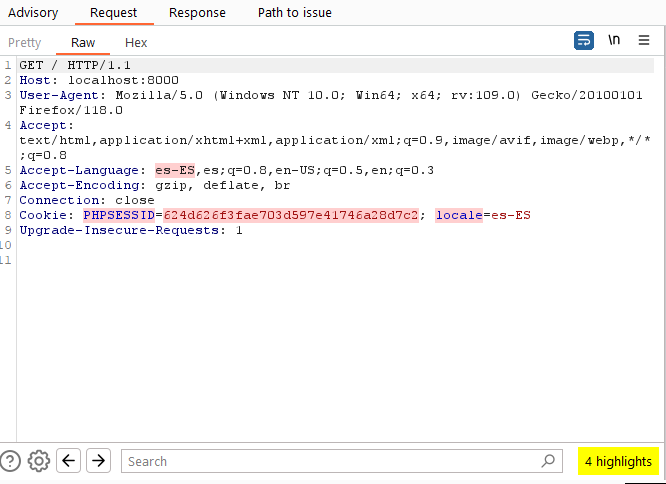 Advisory Request Response Path to issue
Pretty Raw Hex \n
1 GET / HTTP/1.1
2 Host: localhost:8000
3 User-Agent: Mozilla/5.0 (Windows NT 10.0; Win64; x64; rv:109.0) Gecko/20100101
Firefox/118.0
4 Accept:
text/html,application/xhtml+xml,application/xml;q=0.9,image/avif,image/webp,*/*
;q=0.8
5 Accept-Language: es-ES,es;q=0.8,en-US;q=0.5,en;q=0.3
6 Accept-Encoding: gzip, deflate, br
7 Connection: close
8 Cookie: PHPSESSID=624d626f3fae703d597e41746a28d7c2; locale=es-ES
9 Upgrade-Insecure-Requests: 1
10
11
? Search 4 highlights